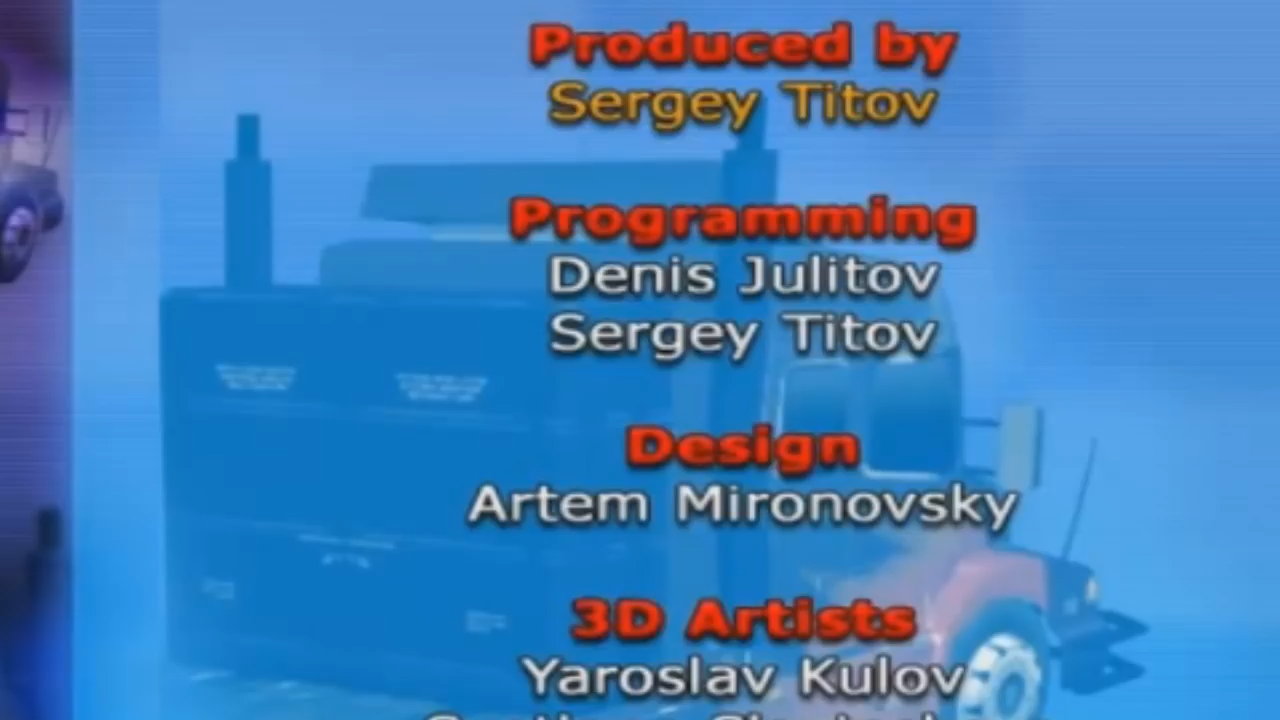 Produced by
Sergey Titov
Programming
Denis Julitov
Sergey Titov
Design
Artem Mironovsky
3D Artists
Yaroslav Kulov